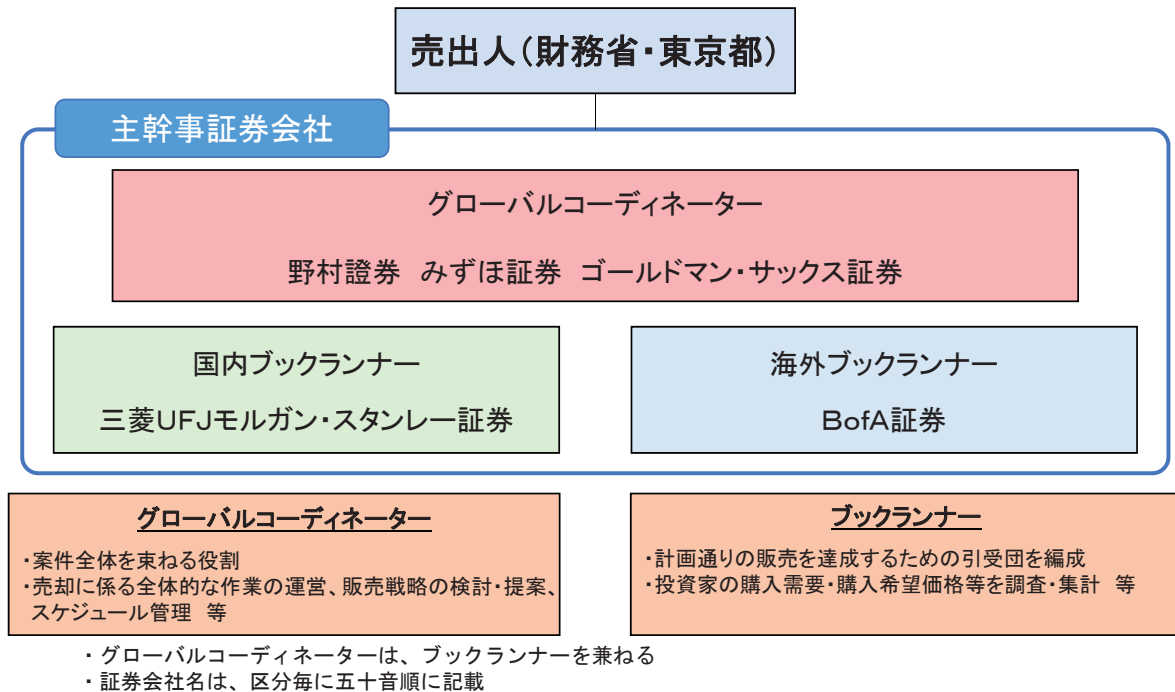 売出人(財務省・東京都)
主幹事証券会社
グローバルコーディネーター
野村證券 みずほ証券 ゴールドマン・サックス証券
国内ブックランナー
三菱UFJモルガン・スタンレー証券
海外ブックランナー
BofA証券
グローバルコーディネーター
・案件全体を束ねる役割
・売却に係る全体的な作業の運営、販売戦略の検討・提案、
スケジュール管理 等
ブックランナー
・計画通りの販売を達成するための引受団を編成
・投資家の購入需要・購入希望価格等を調査・集計 等
・グローバルコーディネーターは、ブックランナーを兼ねる
・証券会社名は、区分毎に五十音順に記載